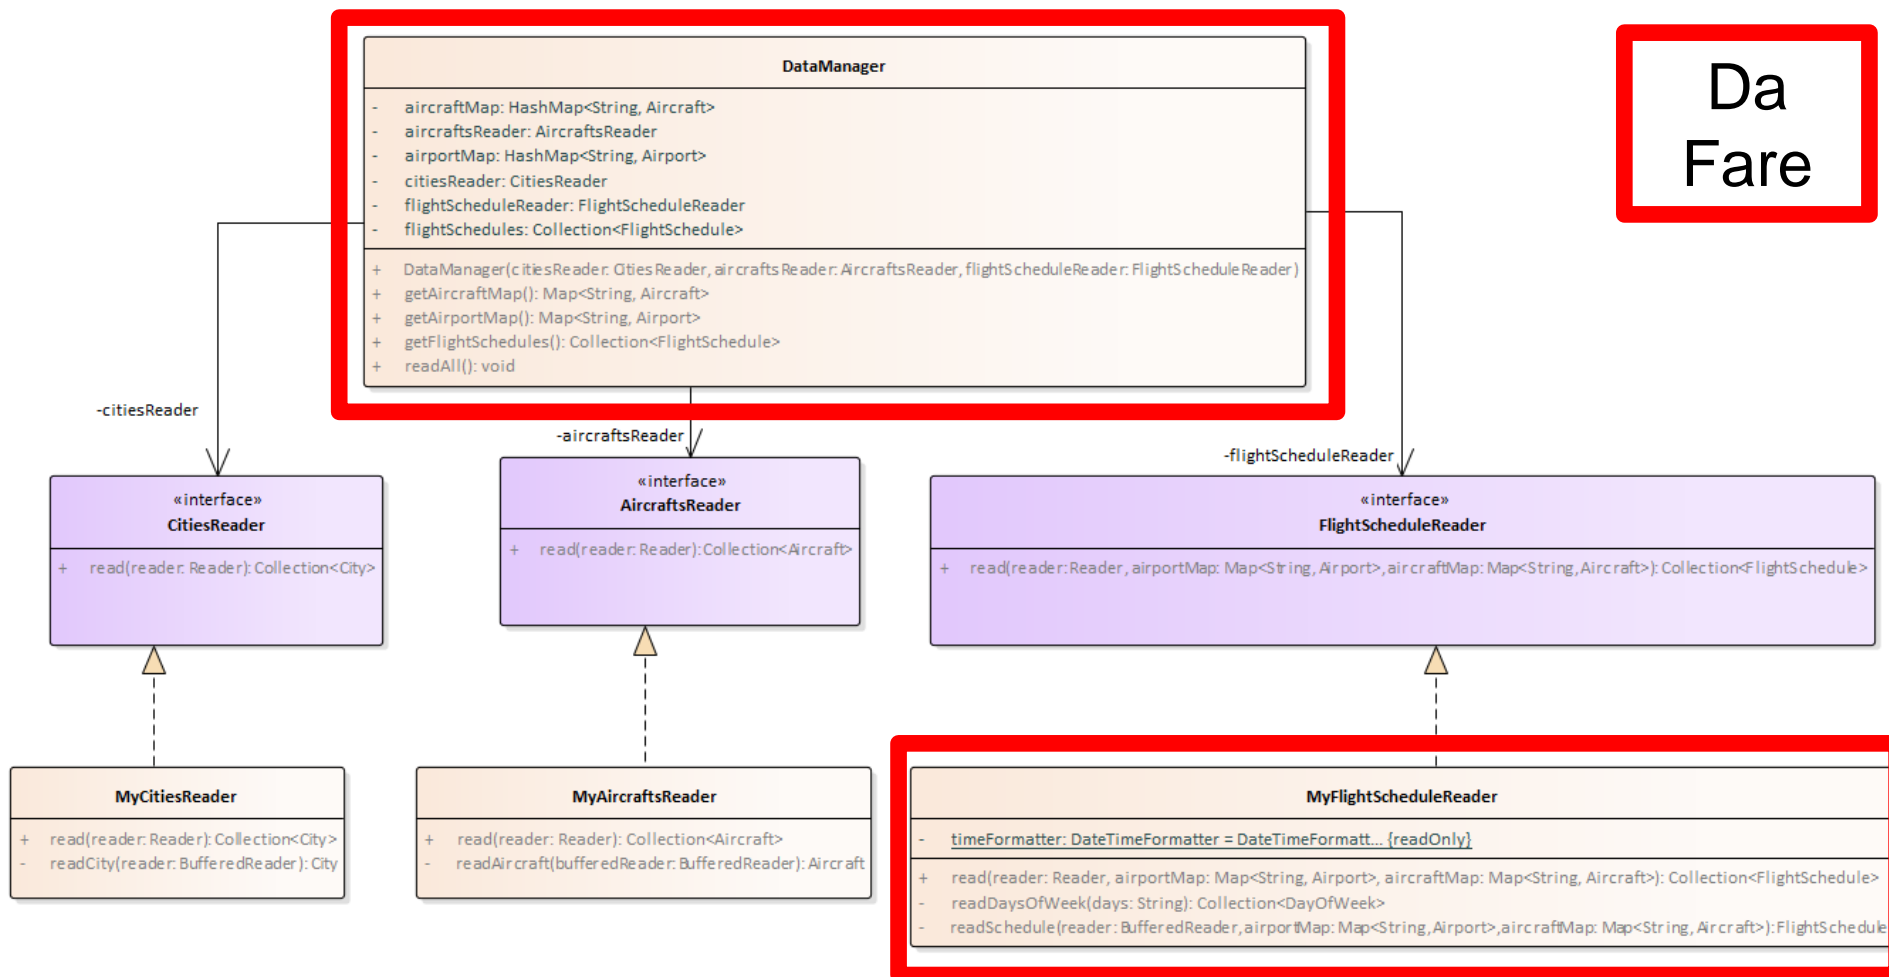 DataManager
- aircraftMap: HashMap<String, Aircraft>
- aircraftsReader: AircraftsReader
- airportMap: HashMap<String, Airport>
- citiesReader: CitiesReader
- flightScheduleReader: FlightScheduleReader
- flightSchedules: Collection<FlightSchedule>
+ DataManager(citiesReader: CitiesReader, aircraftsReader: AircraftsReader, flightScheduleReader: FlightScheduleReader)
+ getAircraftMap(): Map<String, Aircraft>
+ getAirportMap(): Map<String, Airport>
+ getFlightSchedules(): Collection<FlightSchedule>
+ readAll(): void
Da
Fare
-citiesReader
-aircraftsReader
-flightScheduleReader
«interface»
CitiesReader
+ read(reader: Reader): Collection<City>
«interface»
AircraftsReader
+ read(reader: Reader):Collection<Aircraft>
«interface»
FlightScheduleReader
+ read(reader:Reader, airportMap: Map<String,Airport>,aircraftMap:Map<String,Aircraft>):Collection<FlightSchedule>
MyCitiesReader
+ read(reader: Reader): Collection<City>
- readCity(reader: BufferedReader): City
MyAircraftsReader
+ read(reader: Reader): Collection<Aircraft>
- readAircraft(bufferedReader: BufferedReader): Aircraft
MyFlightScheduleReader
- timeFormatter: DateTimeFormatter = DateTimeFormatt... {readOnly}
+ read(reader: Reader, airportMap: Map<String, Airport>, aircraftMap: Map<String, Aircraft>): Collection<FlightSchedule>
- readDaysOfWeek(days: String): Collection<DayOfWeek>
- readSchedule(reader: BufferedReader,airportMap: Map<String,Airport>,aircraftMap: Map<String, Aircraft>):FlightSchedule